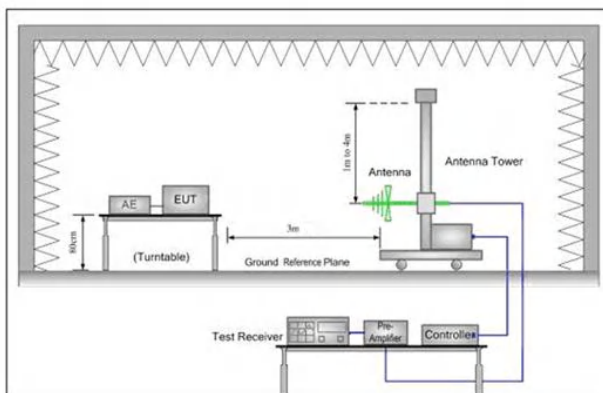 1m to 4m
Antenna
Antenna Tower
AE
EUT
80cm
(Turntable)
3m
Ground Reference Plane
Test Receiver
Pre-
Amplifier
Controller